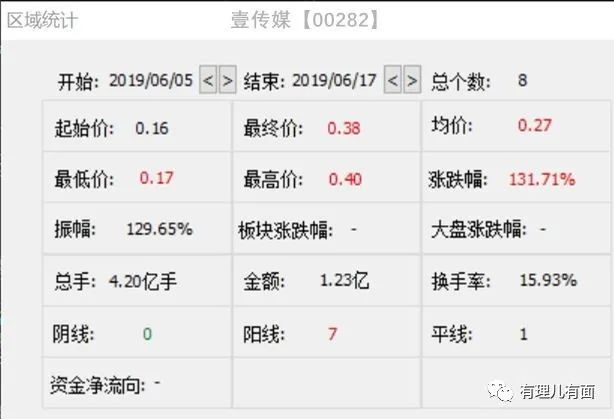 区域统计 壹传媒【00282】
开始: 2019/06/05 < > 结束: 2019/06/17 < > 总个数: 8
起始价: 0.16 最终价: 0.38 均价: 0.27
最低价: 0.17 最高价: 0.40 涨跌幅: 131.71%
振幅: 129.65% 板块涨跌幅: - 大盘涨跌幅: -
总手: 4.20亿手 金额: 1.23亿 换手率: 15.93%
阴线: 0 阳线: 7 平线: 1
资金净流向: -
有理儿有面